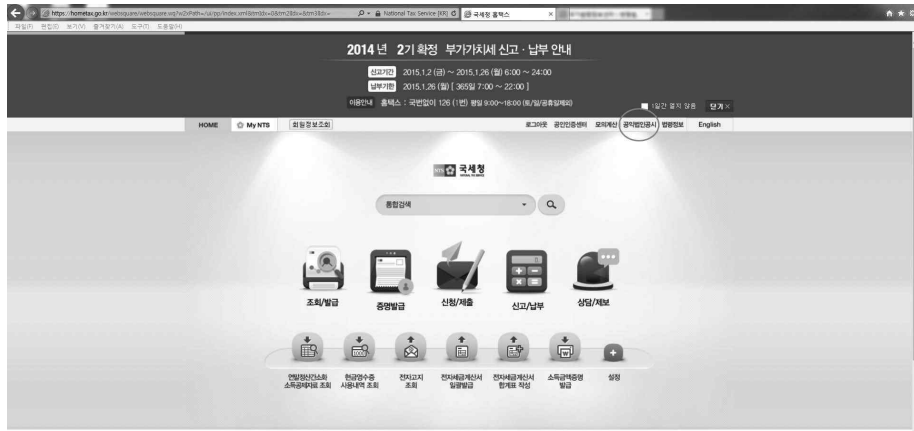 https://hometax.go.kr/websquare/websquare.wq?w2xPath=/ui/pp/index.xml
National Tax Service [KR]
국세청 홈택스
파일(F) 편집(E) 보기(V) 즐겨찾기(A) 도구(T) 도움말(H)
2014년 2기 확정 부가가치세 신고 · 납부 안내
신고기간 2015.1.2 (금) ~ 2015.1.26 (월) 6:00 ~ 24:00
납부기한 2015.1.26 (월) [ 365일 7:00 ~ 22:00 ]
이용안내 홈택스 : 국번없이 126 (1번) 평일 9:00~18:00 (토/일/공휴일제외)
1일간 열지 않음 닫기 ×
HOME My NTS 회원정보조회 로그아웃 공인인증센터 모의계산 공익법인공시 법령정보 English
NTS 국세청
NATIONAL TAX SERVICE
통합검색
조회/발급 증명발급 신청/제출 신고/납부 상담/제보
연말정산간소화 현금영수증 전자고지 전자세금계산서 전자세금계산서 소득금액증명 설정
소득공제자료 조회 사용내역 조회 조회 일괄발급 합계표 작성 발급